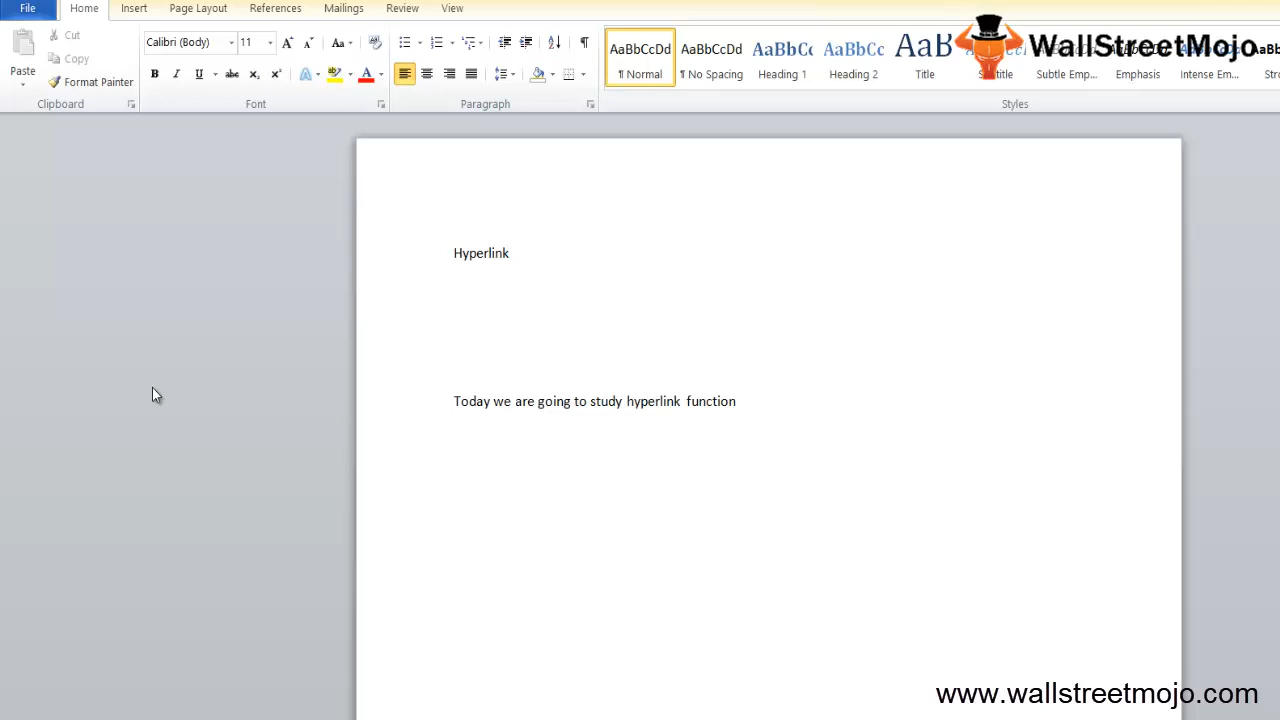 File Home Insert Page Layout References Mailings Review View
Cut
Copy
Paste
Format Painter
Clipboard
Calibri (Body) 11
Font
Paragraph
AaBbCcDd AaBbCcDd AaBbCc AaBbCc AaB
¶ Normal ¶ No Spacing Heading 1 Heading 2 Title Subtle Emp... Emphasis Intense Em...
Styles
WallStreetMojo
Hyperlink
Today we are going to study hyperlink function
www.wallstreetmojo.com